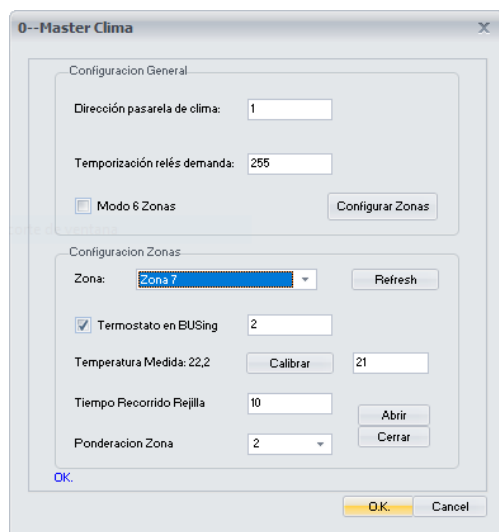 0--Master Clima
Configuracion General
Dirección pasarela de clima: 1
Temporización relés demanda: 255
Modo 6 Zonas Configurar Zonas
Configuracion Zonas
Zona: Zona 7 Refresh
Termostato en BUSing 2
Temperatura Medida: 22,2 Calibrar 21
Tiempo Recorrido Rejilla 10
Abrir
Ponderacion Zona 2 Cerrar
OK.
O.K. Cancel